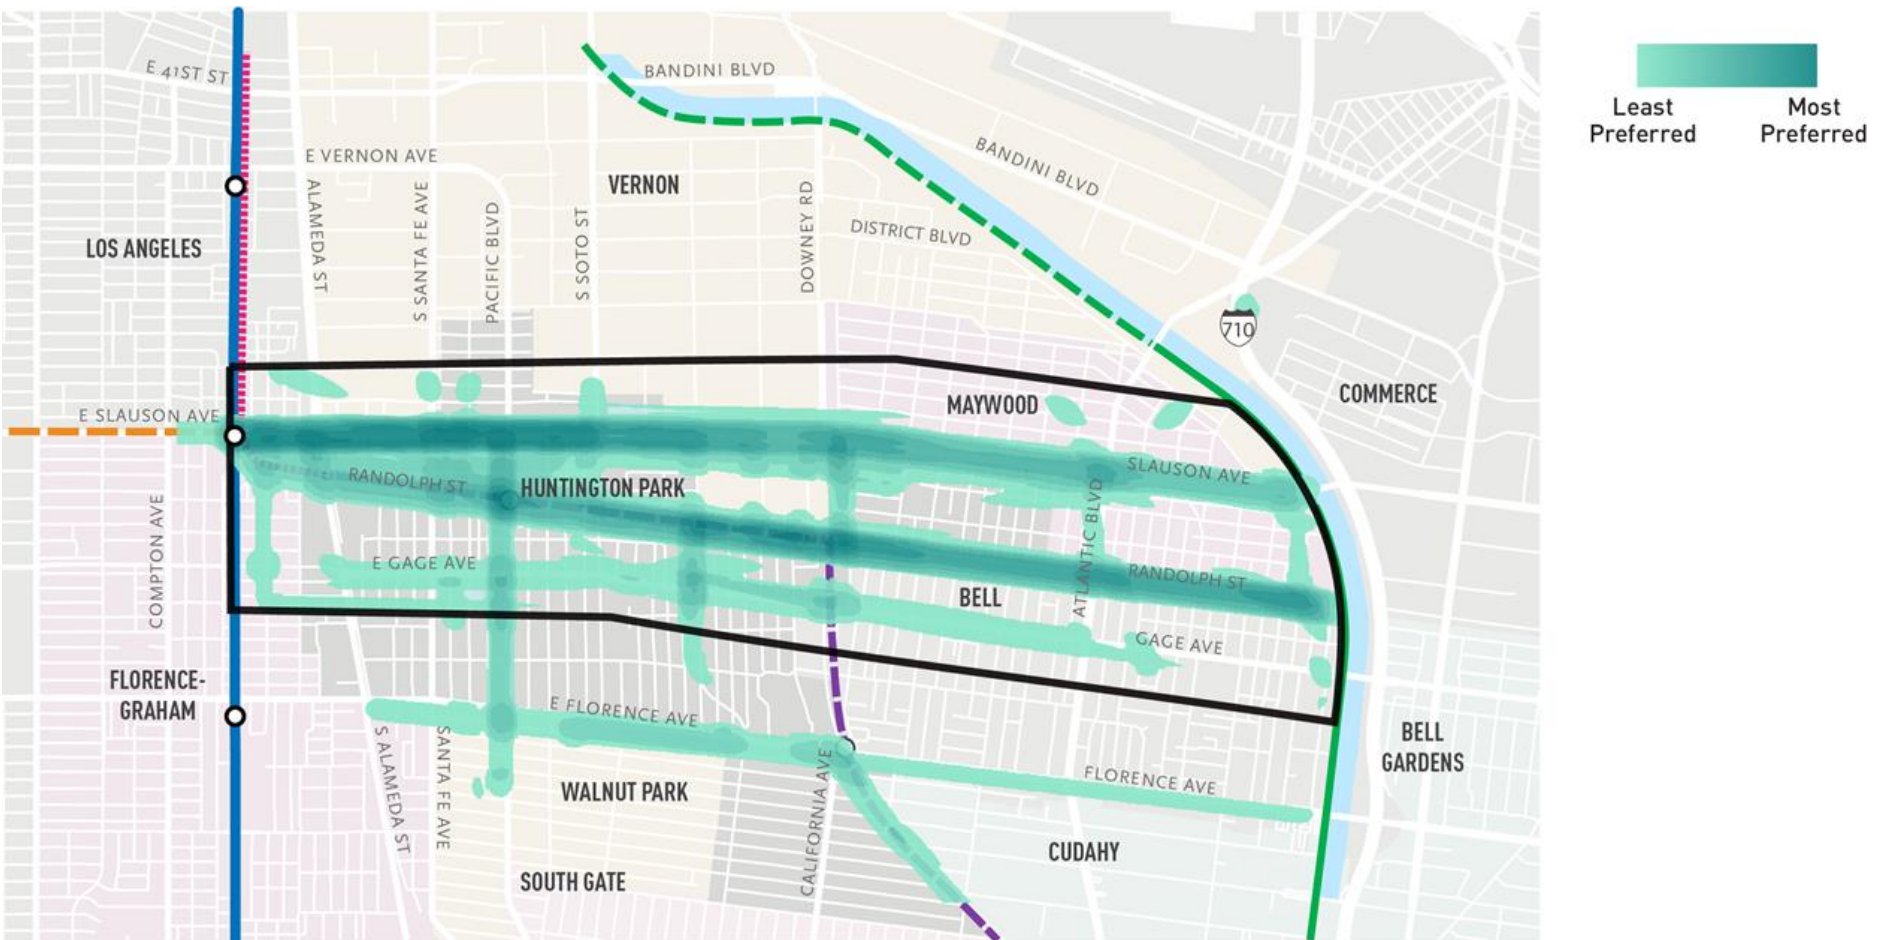 E 41ST ST
BANDINI BLVD
Least
Preferred
Most
Preferred
E VERNON AVE
BANDINI BLVD
VERNON
ALAMEDA ST
S SANTA FE AVE
PACIFIC BLVD
S SOTO ST
DOWNEY RD
DISTRICT BLVD
LOS ANGELES
710
COMMERCE
MAYWOOD
E SLAUSON AVE
SLAUSON AVE
RANDOLPH ST
HUNTINGTON PARK
COMPTON AVE
ATLANTIC BLVD
E GAGE AVE
RANDOLPH ST
BELL
GAGE AVE
FLORENCE-
GRAHAM
E FLORENCE AVE
BELL
GARDENS
S ALAMEDA ST
SANTA FE AVE
WALNUT PARK
CALIFORNIA AVE
FLORENCE AVE
CUDAHY
SOUTH GATE